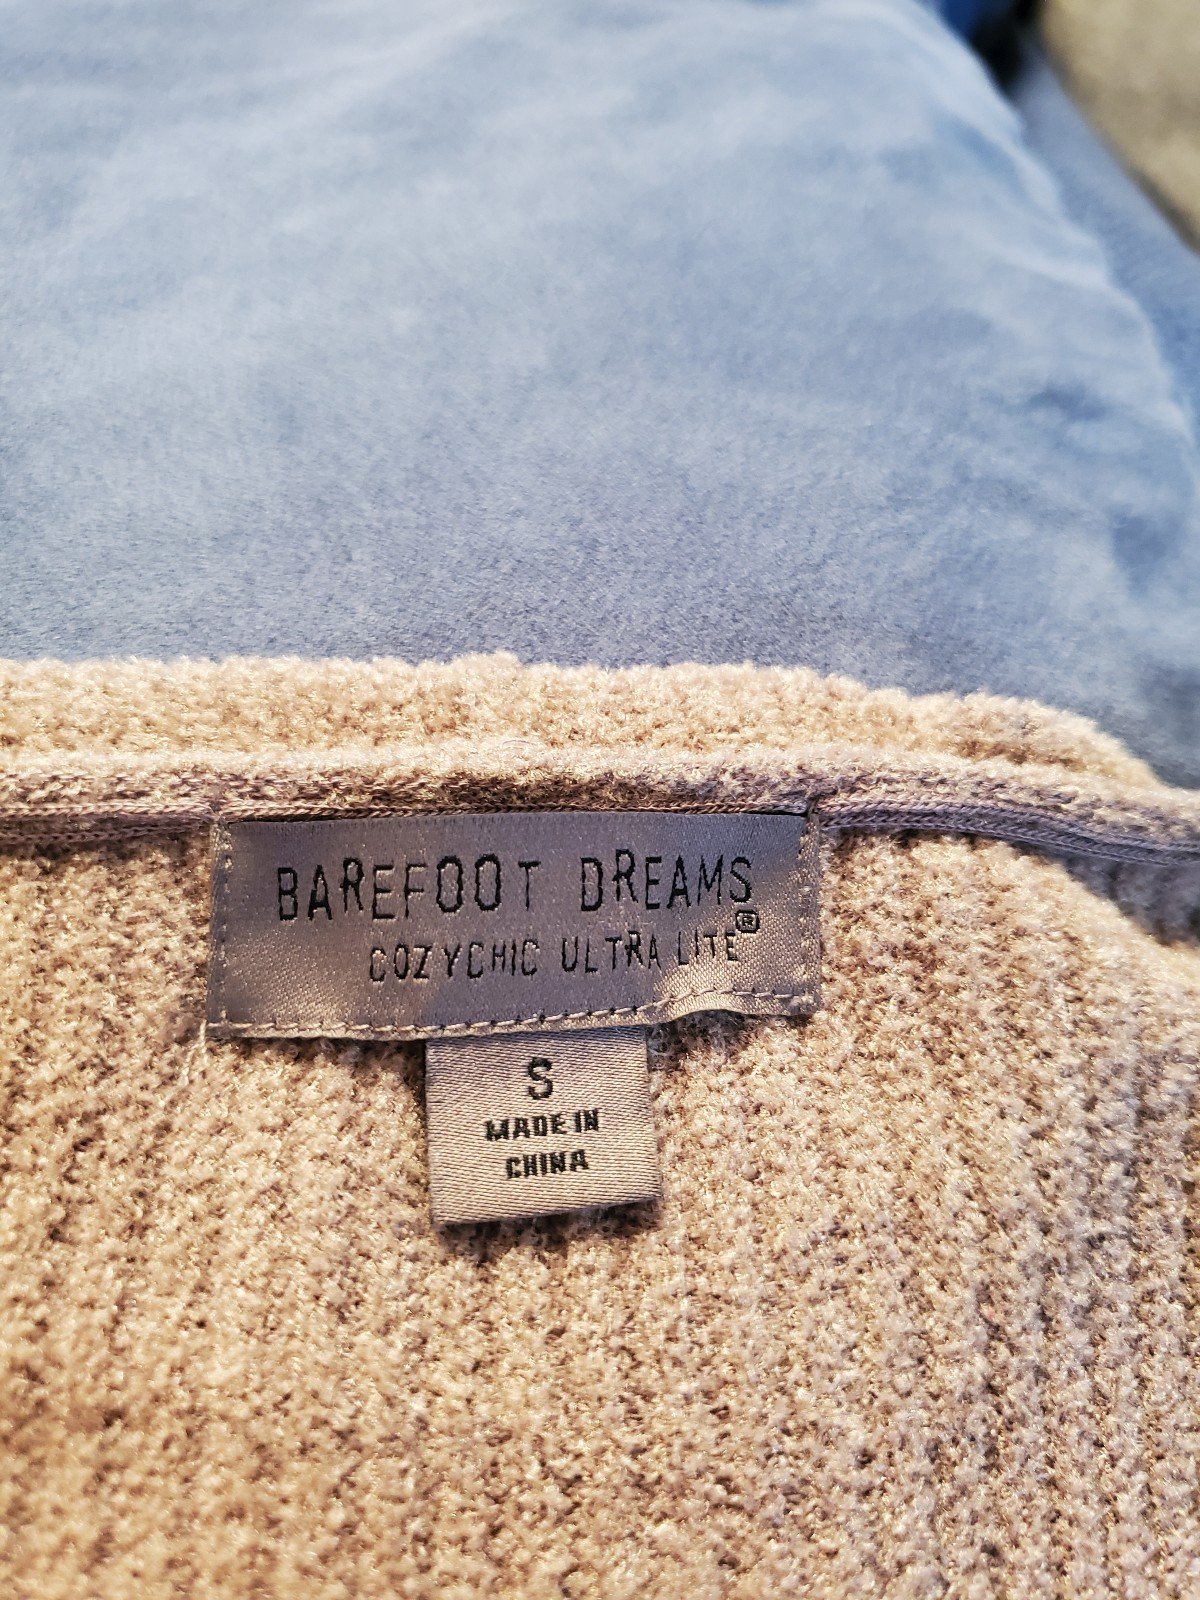 BAREFOOT DREAMS
COZYCHIC ULTRA LITE®
S
MADE IN
CHINA